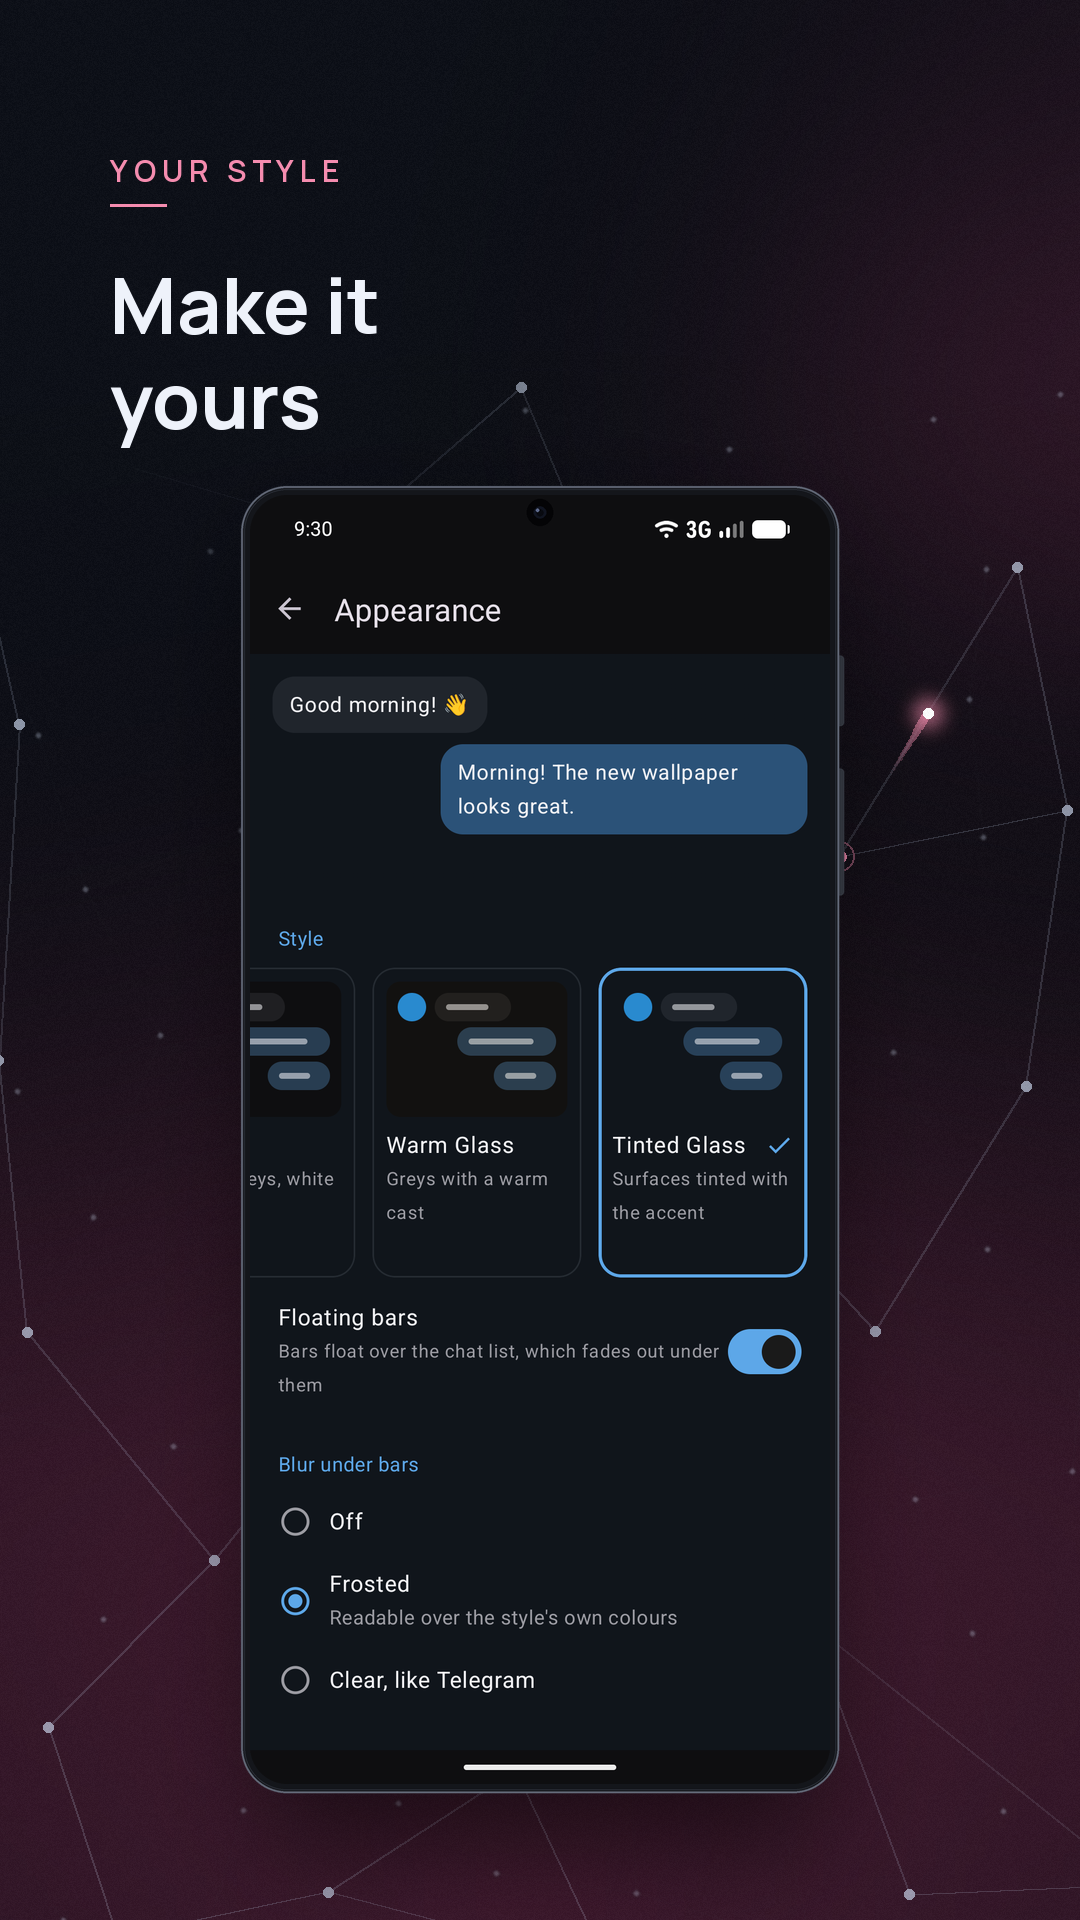 YOUR STYLE
Make it
yours
9:30
3G
Appearance
Good morning! 👋
Morning! The new wallpaper
looks great.
Style
eys, white
Warm Glass
Greys with a warm
cast
Tinted Glass
Surfaces tinted with
the accent
Floating bars
Bars float over the chat list, which fades out under
them
Blur under bars
Off
Frosted
Readable over the style's own colours
Clear, like Telegram